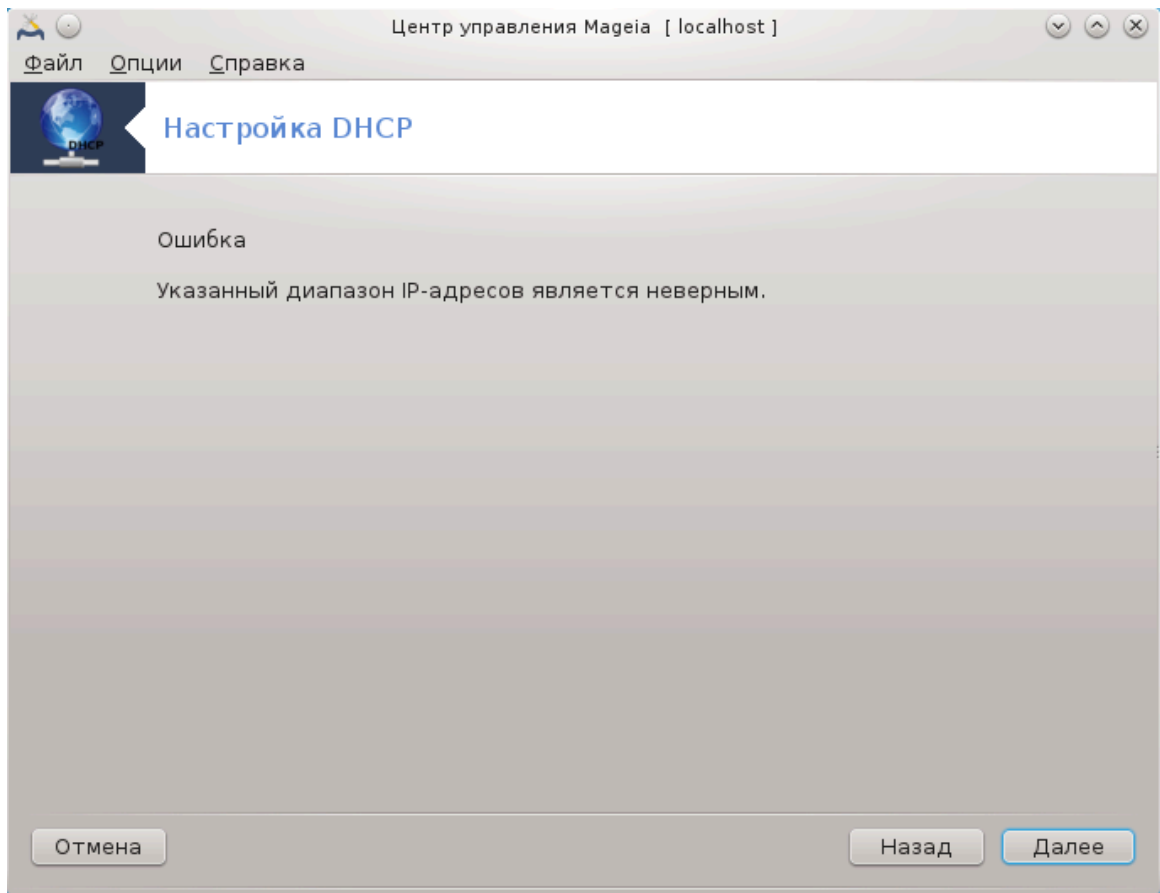 Центр управления Mageia [ localhost ]
Файл Опции Справка
DHCP
Настройка DHCP
Ошибка
Указанный диапазон IP-адресов является неверным.
Отмена Назад Далее